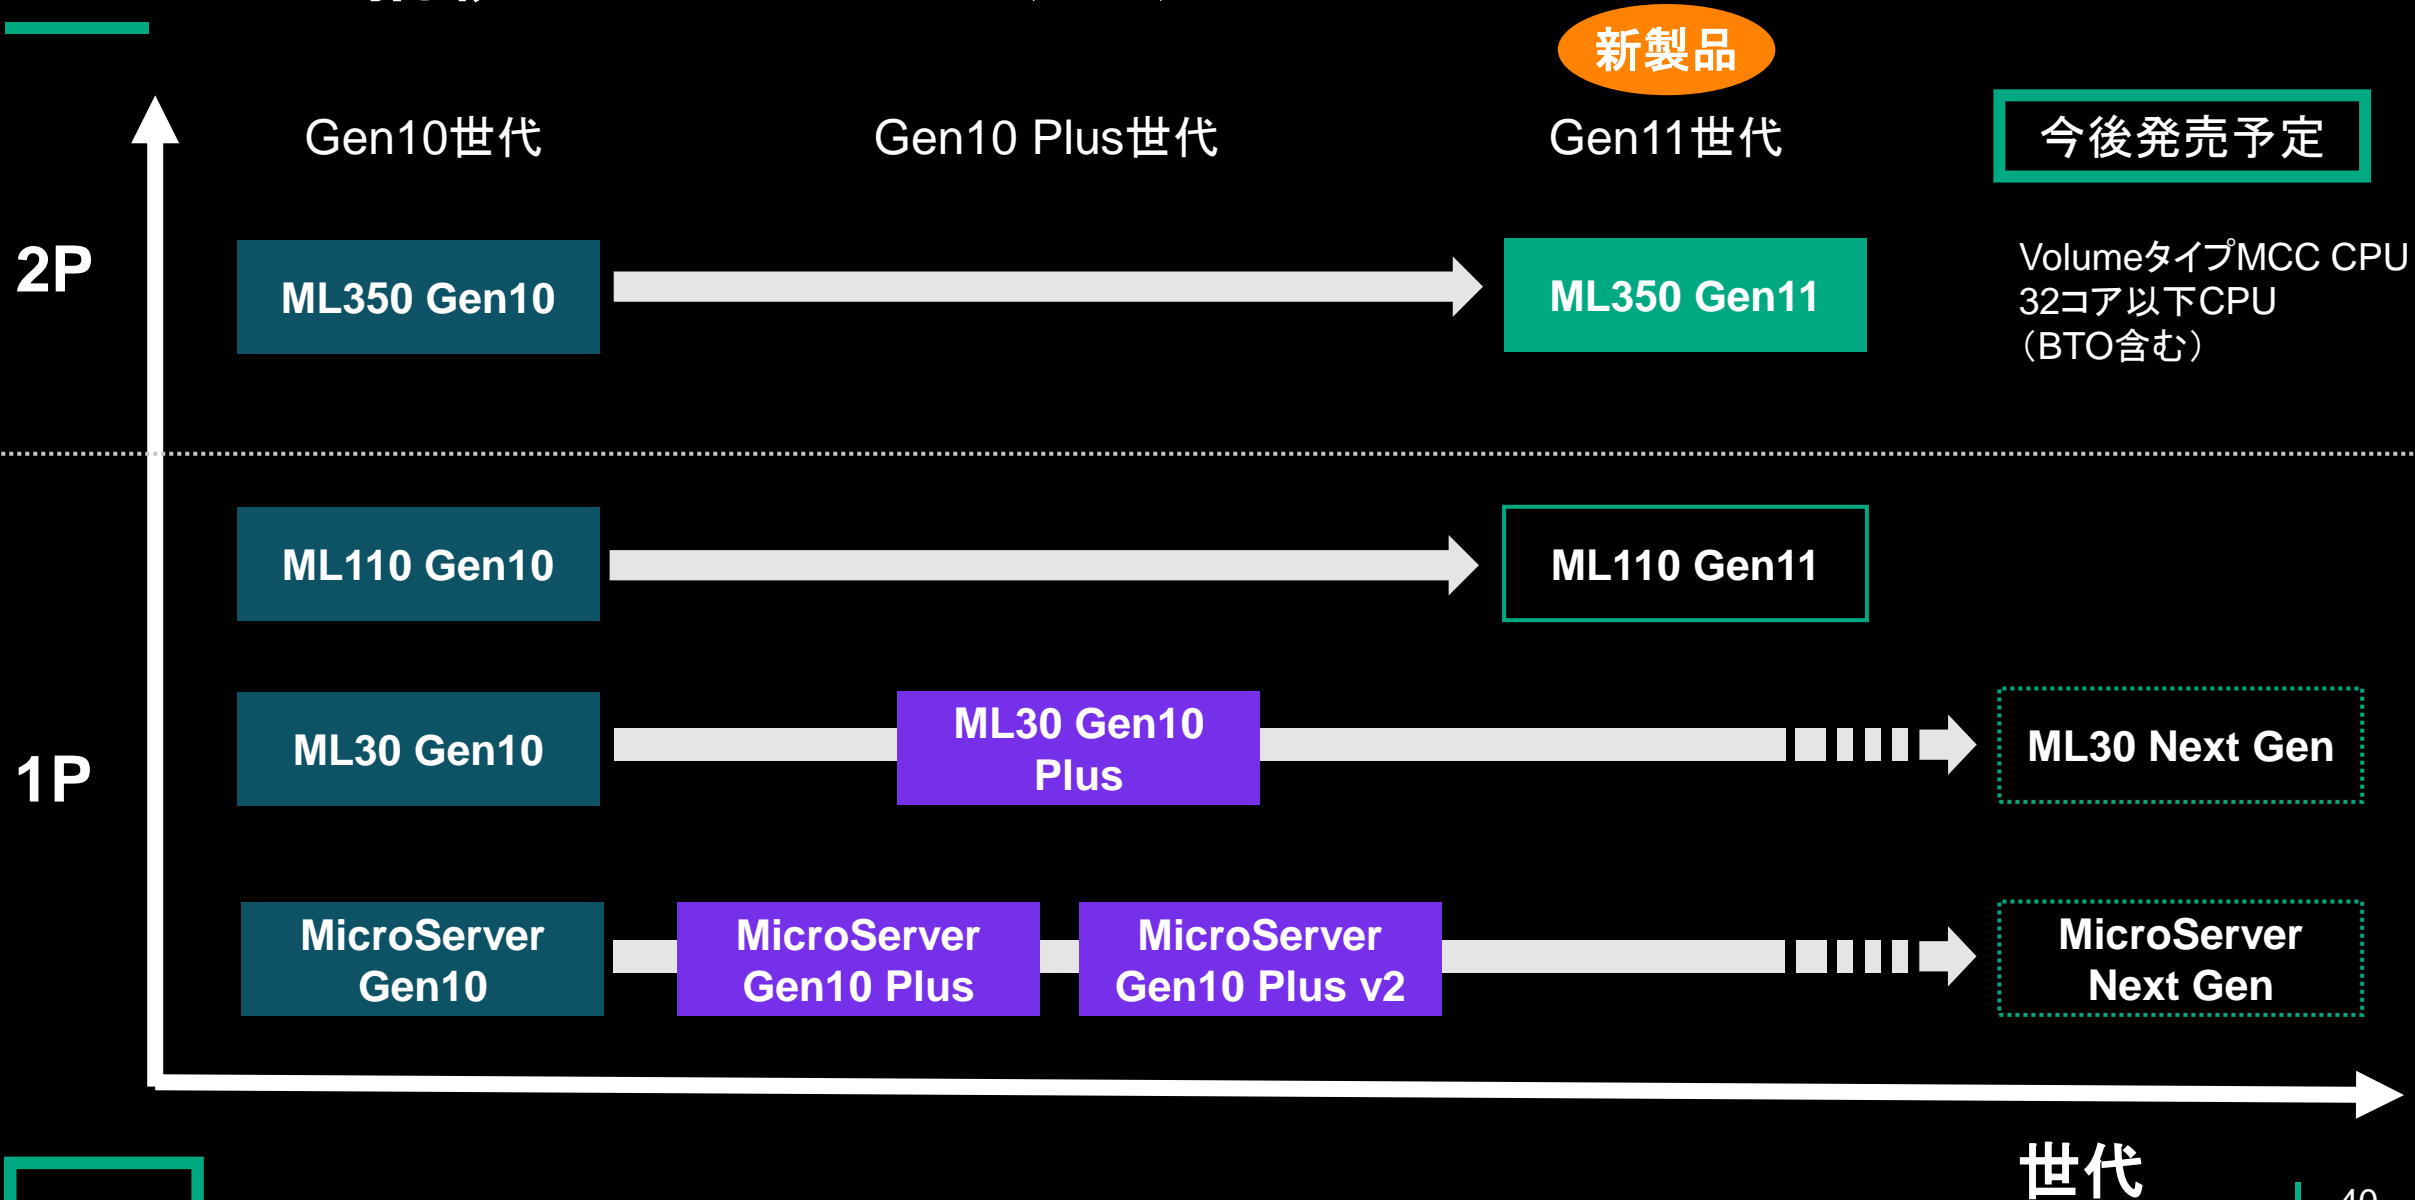 新製品
Gen10世代
Gen10 Plus世代
Gen11世代
今後発売予定
2P
ML350 Gen10
ML350 Gen11
VolumeタイプMCC CPU
32コア以下CPU
（BTO含む）
ML110 Gen10
ML110 Gen11
1P
ML30 Gen10
ML30 Gen10
Plus
ML30 Next Gen
MicroServer
Gen10
MicroServer
Gen10 Plus
MicroServer
Gen10 Plus v2
MicroServer
Next Gen
世代
40